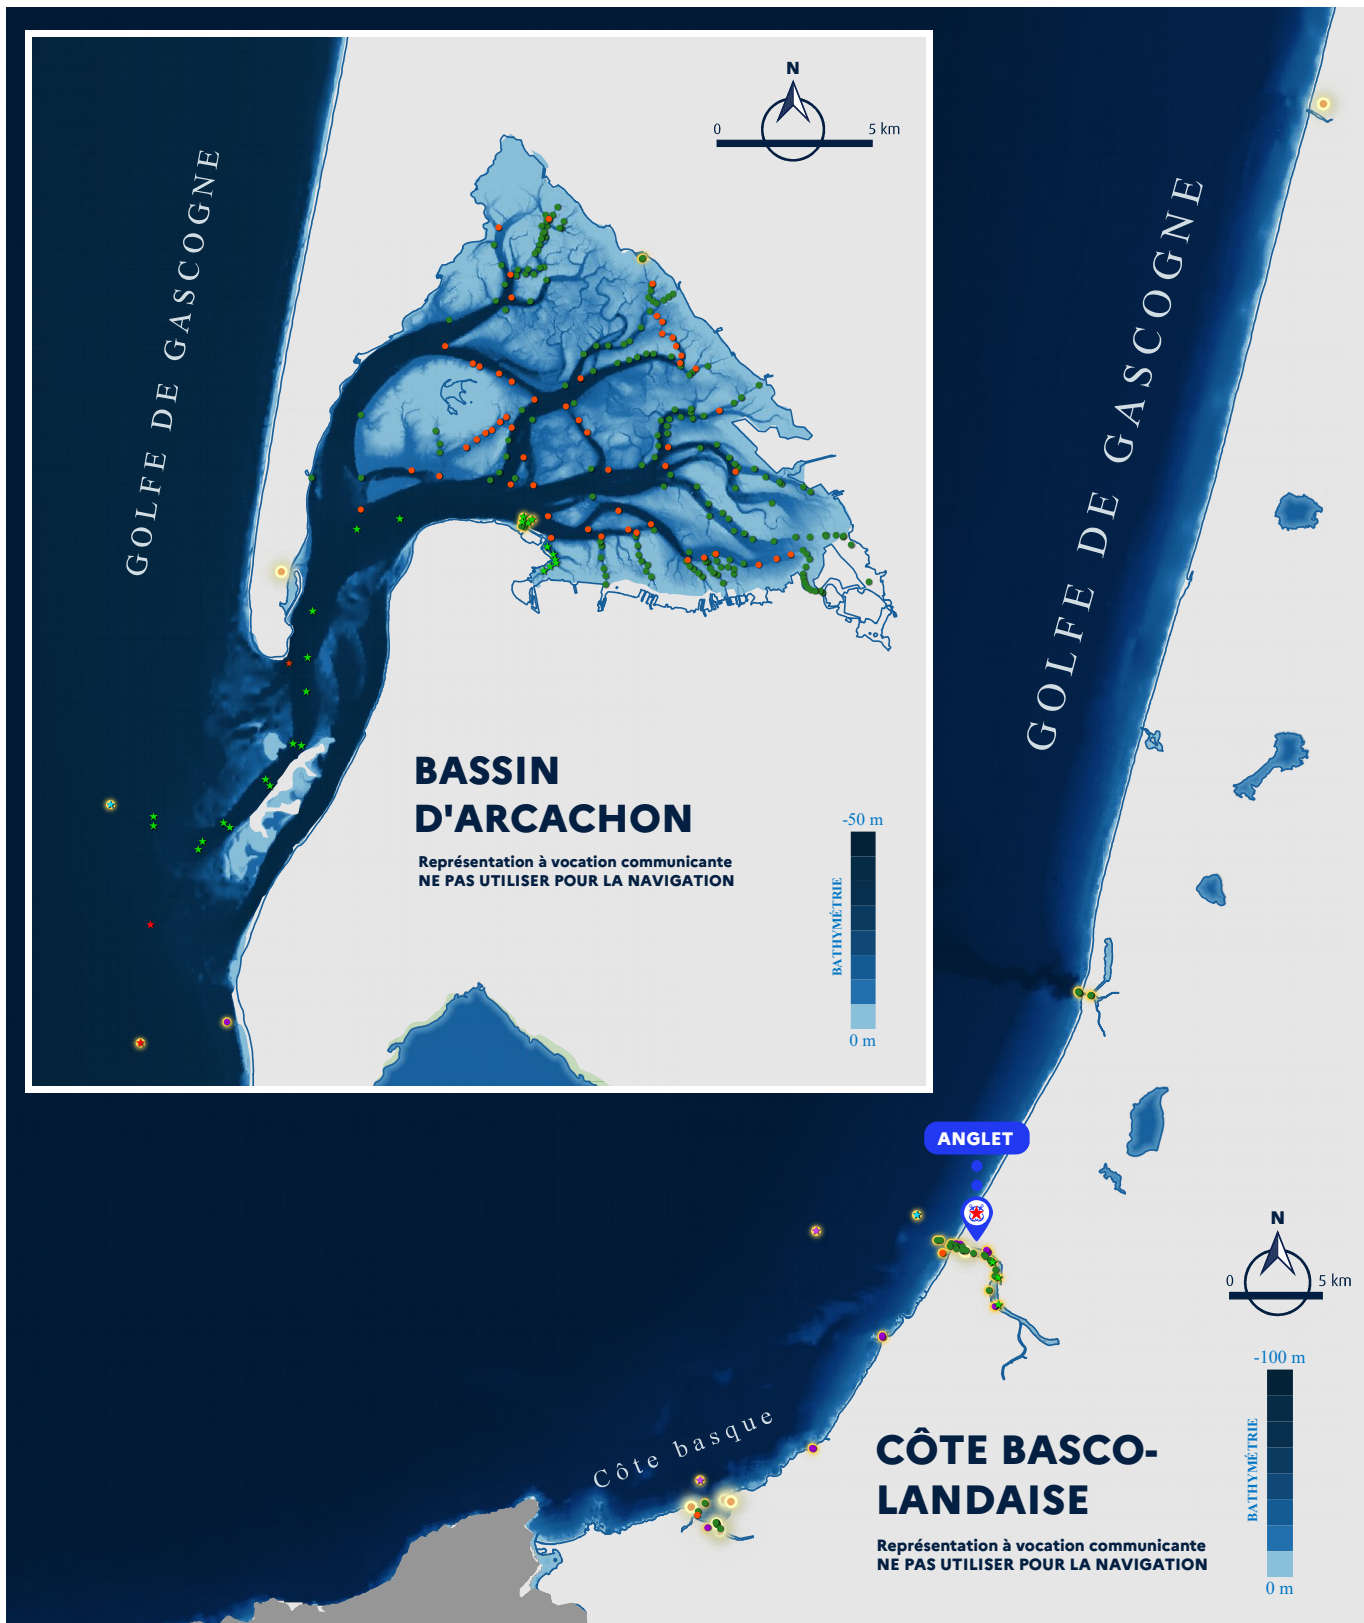 N
0 5 km
GOLFE DE GASCOGNE
BASSIN
D'ARCACHON
Représentation à vocation communicante
NE PAS UTILISER POUR LA NAVIGATION
-50 m
BATHYMÉTRIE
0 m
GOLFE DE GASCOGNE
ANGLET
N
0 5 km
Côte basque
CÔTE BASCO-
LANDAISE
Représentation à vocation communicante
NE PAS UTILISER POUR LA NAVIGATION
-100 m
BATHYMÉTRIE
0 m